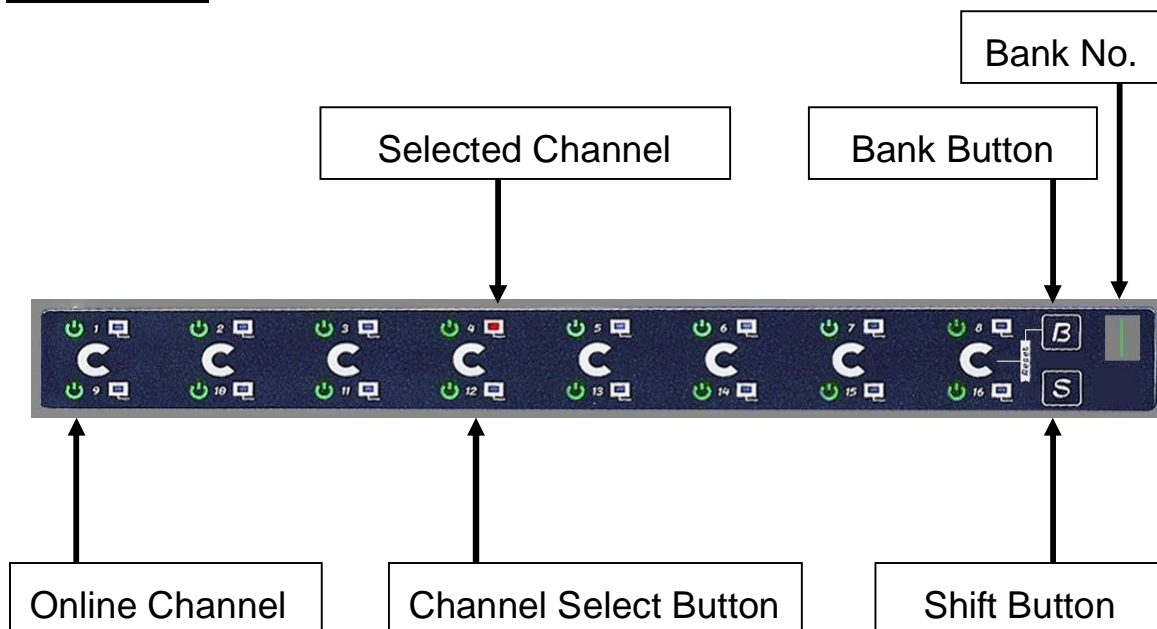 Bank No.
Selected Channel
Bank Button
1 2 3 4 5 6 7 8 B
C C C C C C C C Reset
9 10 11 12 13 14 15 16 S
Online Channel
Channel Select Button
Shift Button